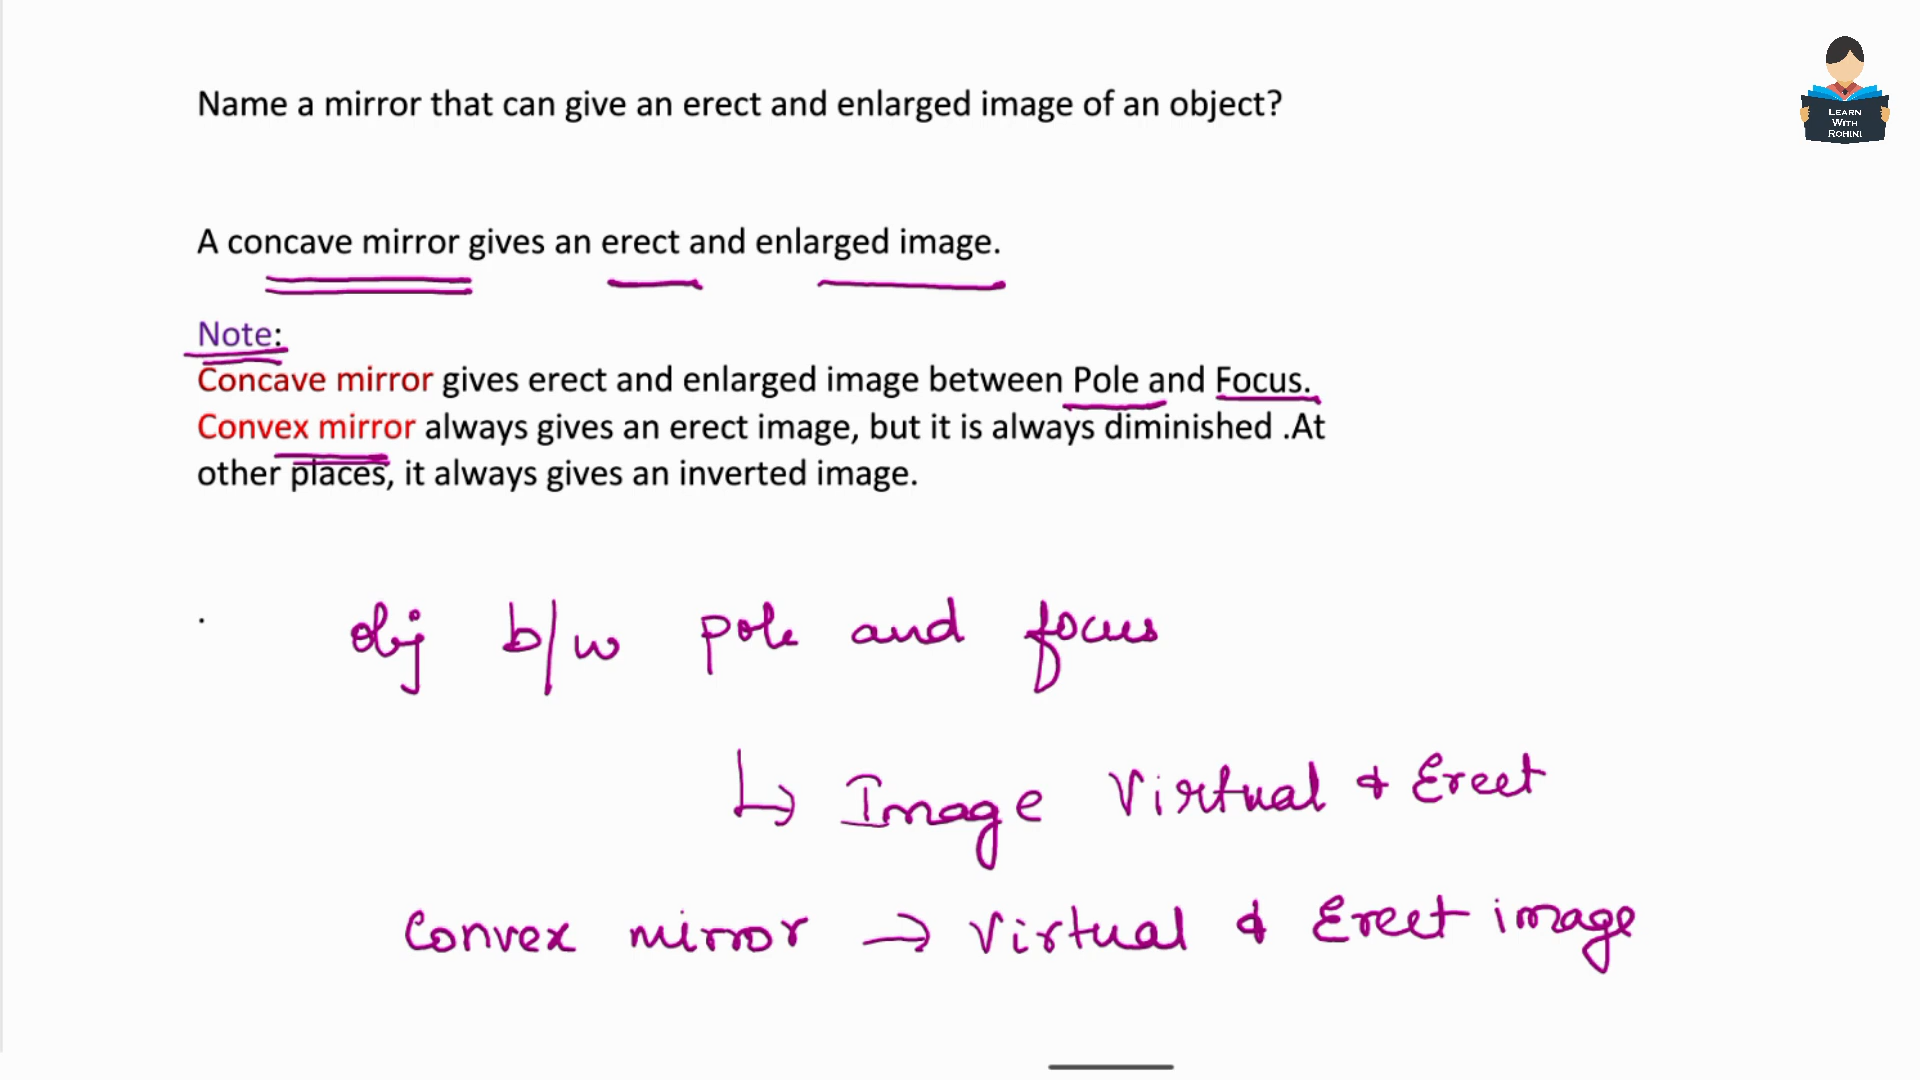 Name a mirror that can give an erect and enlarged image of an object?
LEARN
WITH
ROHINI
A concave mirror gives an erect and enlarged image.
Note:
Concave mirror gives erect and enlarged image between Pole and Focus.
Convex mirror always gives an erect image, but it is always diminished .At
other places, it always gives an inverted image.
obj b/w pole and focus
↳ Image Virtual & Erect
Convex mirror → Virtual & Erect image